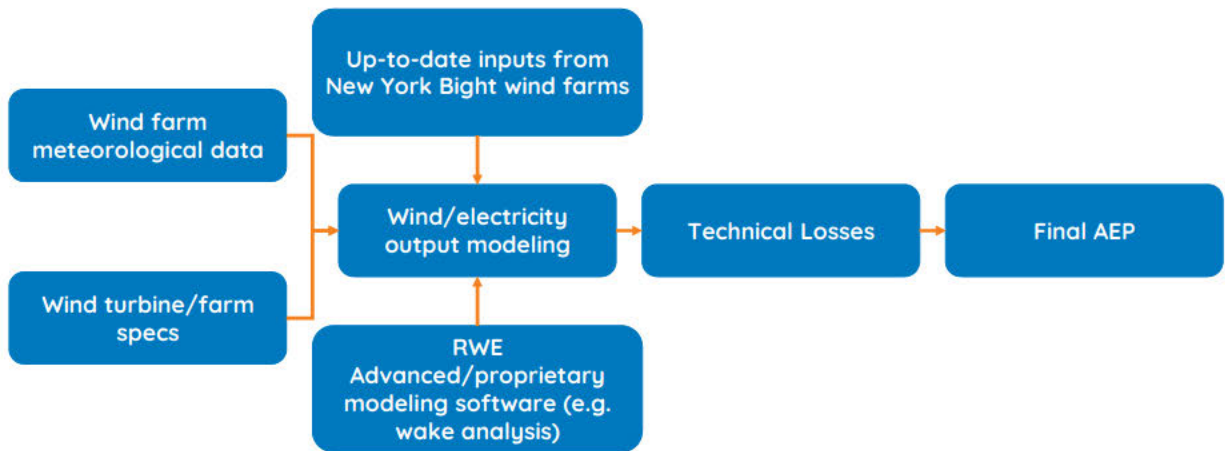 Up-to-date inputs from
New York Bight wind farms
Wind farm
meteorological data
Wind/electricity
output modeling
Technical Losses
Final AEP
Wind turbine/farm
specs
RWE
Advanced/proprietary
modeling software (e.g.
wake analysis)